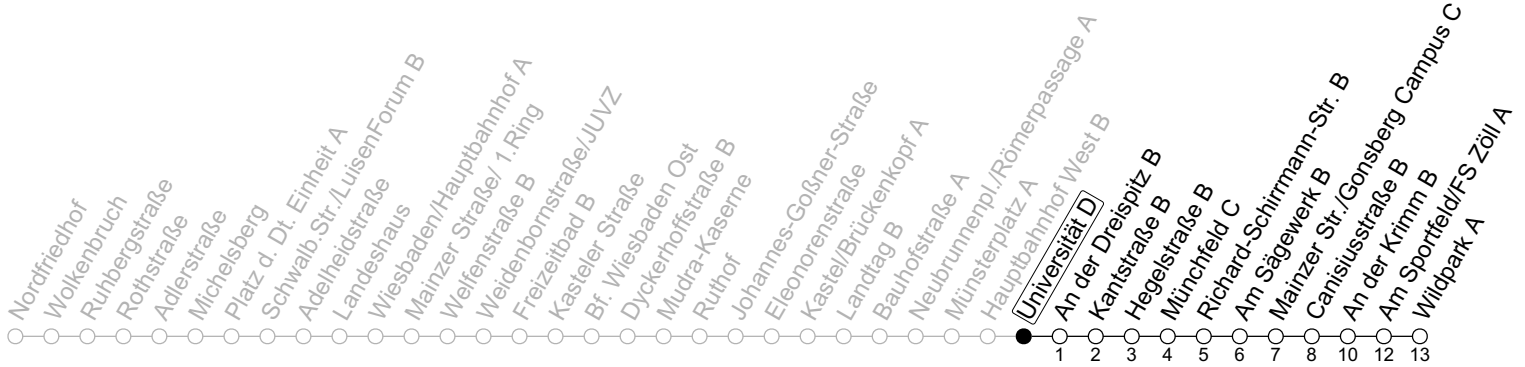 Nordfriedhof
Wolkenbruch
Ruhbergstraße
Rothstraße
Adlerstraße
Michelsberg
Platz d. Dt. Einheit A
Schwalb.Str./LuisenForum B
Adelheidstraße
Landeshaus
Wiesbaden/Hauptbahnhof A
Mainzer Straße/ 1.Ring
Welfenstraße B
Weidenbornstraße/JUVZ
Freizeitbad B
Kasteler Straße
Bf. Wiesbaden Ost
Dyckerhoffstraße B
Mudra-Kaserne
Ruthof
Johannes-Goßner-Straße
Eleonorenstraße
Kastel/Brückenkopf A
Landtag B
Bauhofstraße A
Neubrunnenpl./Römerpassage A
Münsterplatz A
Hauptbahnhof West B
Universität D
An der Dreispitz B
Kantstraße B
Hegelstraße B
Münchfeld C
Richard-Schirrmann-Str. B
Am Sägewerk B
Mainzer Str./Gonsberg Campus C
Canisiusstraße B
An der Krimm B
Am Sportfeld/FS Zöll A
Wildpark A
1 2 3 4 5 6 7 8 10 12 13